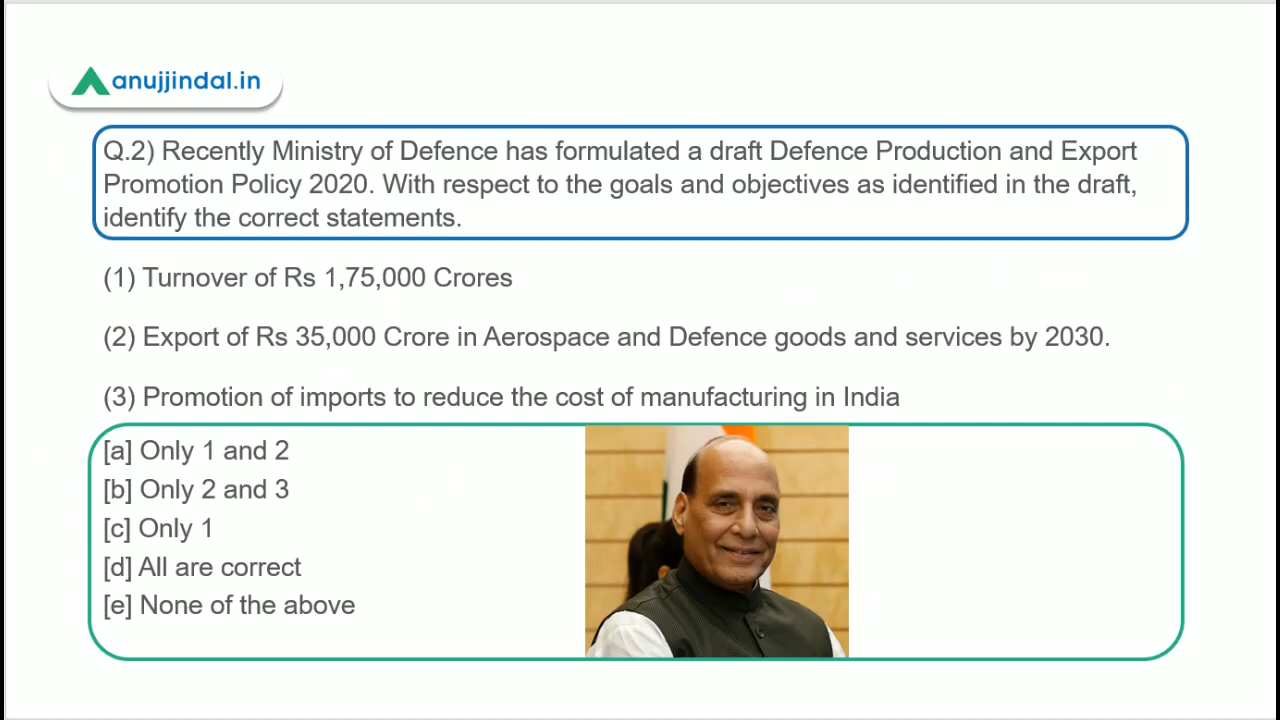 anujjindal.in
Q.2) Recently Ministry of Defence has formulated a draft Defence Production and Export
Promotion Policy 2020. With respect to the goals and objectives as identified in the draft,
identify the correct statements.
(1) Turnover of Rs 1,75,000 Crores
(2) Export of Rs 35,000 Crore in Aerospace and Defence goods and services by 2030.
(3) Promotion of imports to reduce the cost of manufacturing in India
[a] Only 1 and 2
[b] Only 2 and 3
[c] Only 1
[d] All are correct
[e] None of the above